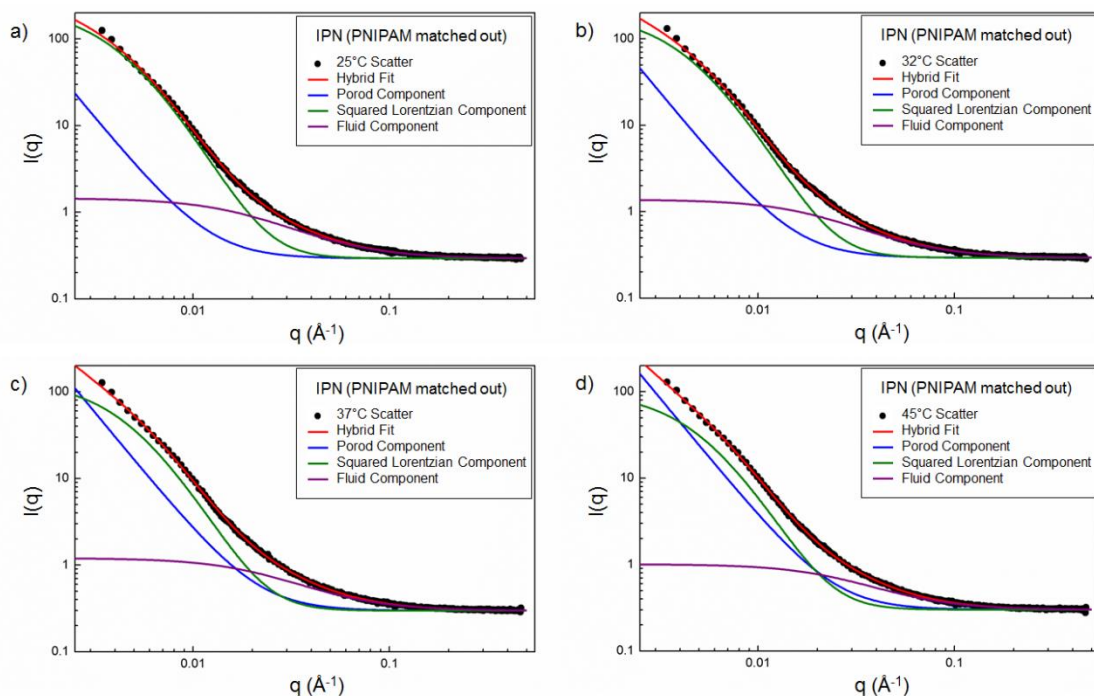 a)
IPN (PNIPAM matched out)
25°C Scatter
Hybrid Fit
Porod Component
Squared Lorentzian Component
Fluid Component
I(q)
100
10
1
0.1
0.01
0.1
q (Å-1)
b)
IPN (PNIPAM matched out)
32°C Scatter
Hybrid Fit
Porod Component
Squared Lorentzian Component
Fluid Component
I(q)
100
10
1
0.1
0.01
0.1
q (Å-1)
c)
IPN (PNIPAM matched out)
37°C Scatter
Hybrid Fit
Porod Component
Squared Lorentzian Component
Fluid Component
I(q)
100
10
1
0.1
0.01
0.1
q (Å-1)
d)
IPN (PNIPAM matched out)
45°C Scatter
Hybrid Fit
Porod Component
Squared Lorentzian Component
Fluid Component
I(q)
100
10
1
0.1
0.01
0.1
q (Å-1)